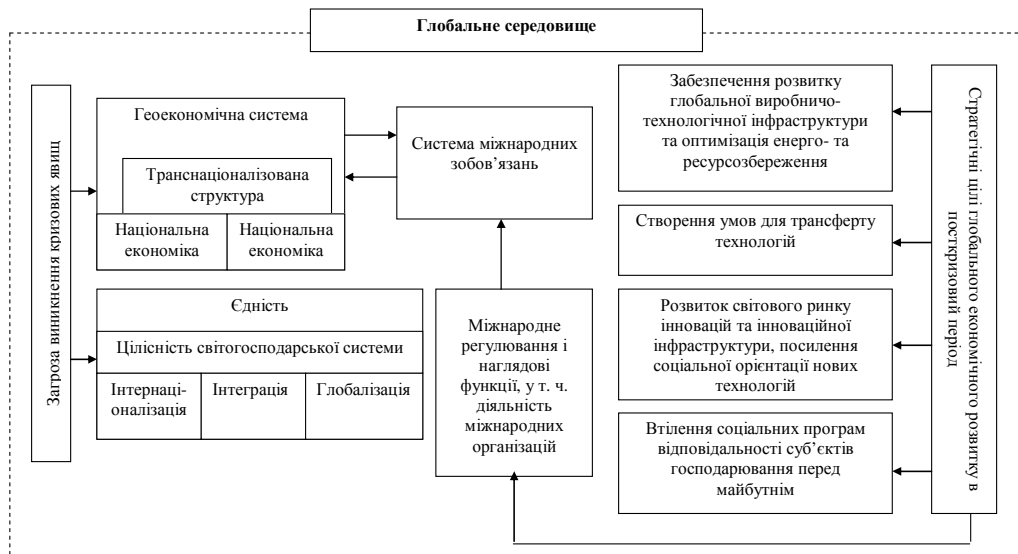 Глобальне середовище
Загроза виникнення кризових явищ
Геоекономічна система
Транснаціоналізована
структура
Національна
економіка
Національна
економіка
Єдність
Цілісність світогосподарської системи
Інтернаці-
оналізація
Інтеграція
Глобалізація
Система міжнародних
зобов’язань
Міжнародне
регулювання і
наглядові
функції, у т. ч.
діяльність
міжнародних
організацій
Забезпечення розвитку
глобальної виробничо-
технологічної інфраструктури
та оптимізація енерго- та
ресурсозбереження
Створення умов для трансферту
технологій
Розвиток світового ринку
інновацій та інноваційної
інфраструктури, посилення
соціальної орієнтації нових
технологій
Втілення соціальних програм
відповідальності суб’єктів
господарювання перед
майбутнім
Стратегічні цілі глобального економічного розвитку в
посткризовий період